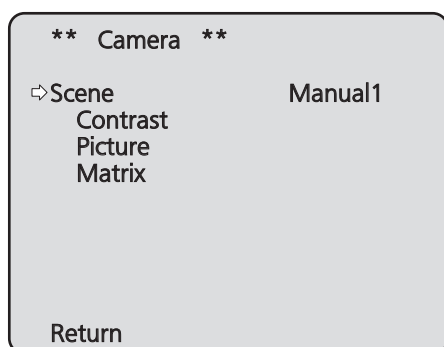 ** Camera **
⇨Scene Manual1
Contrast
Picture
Matrix
Return